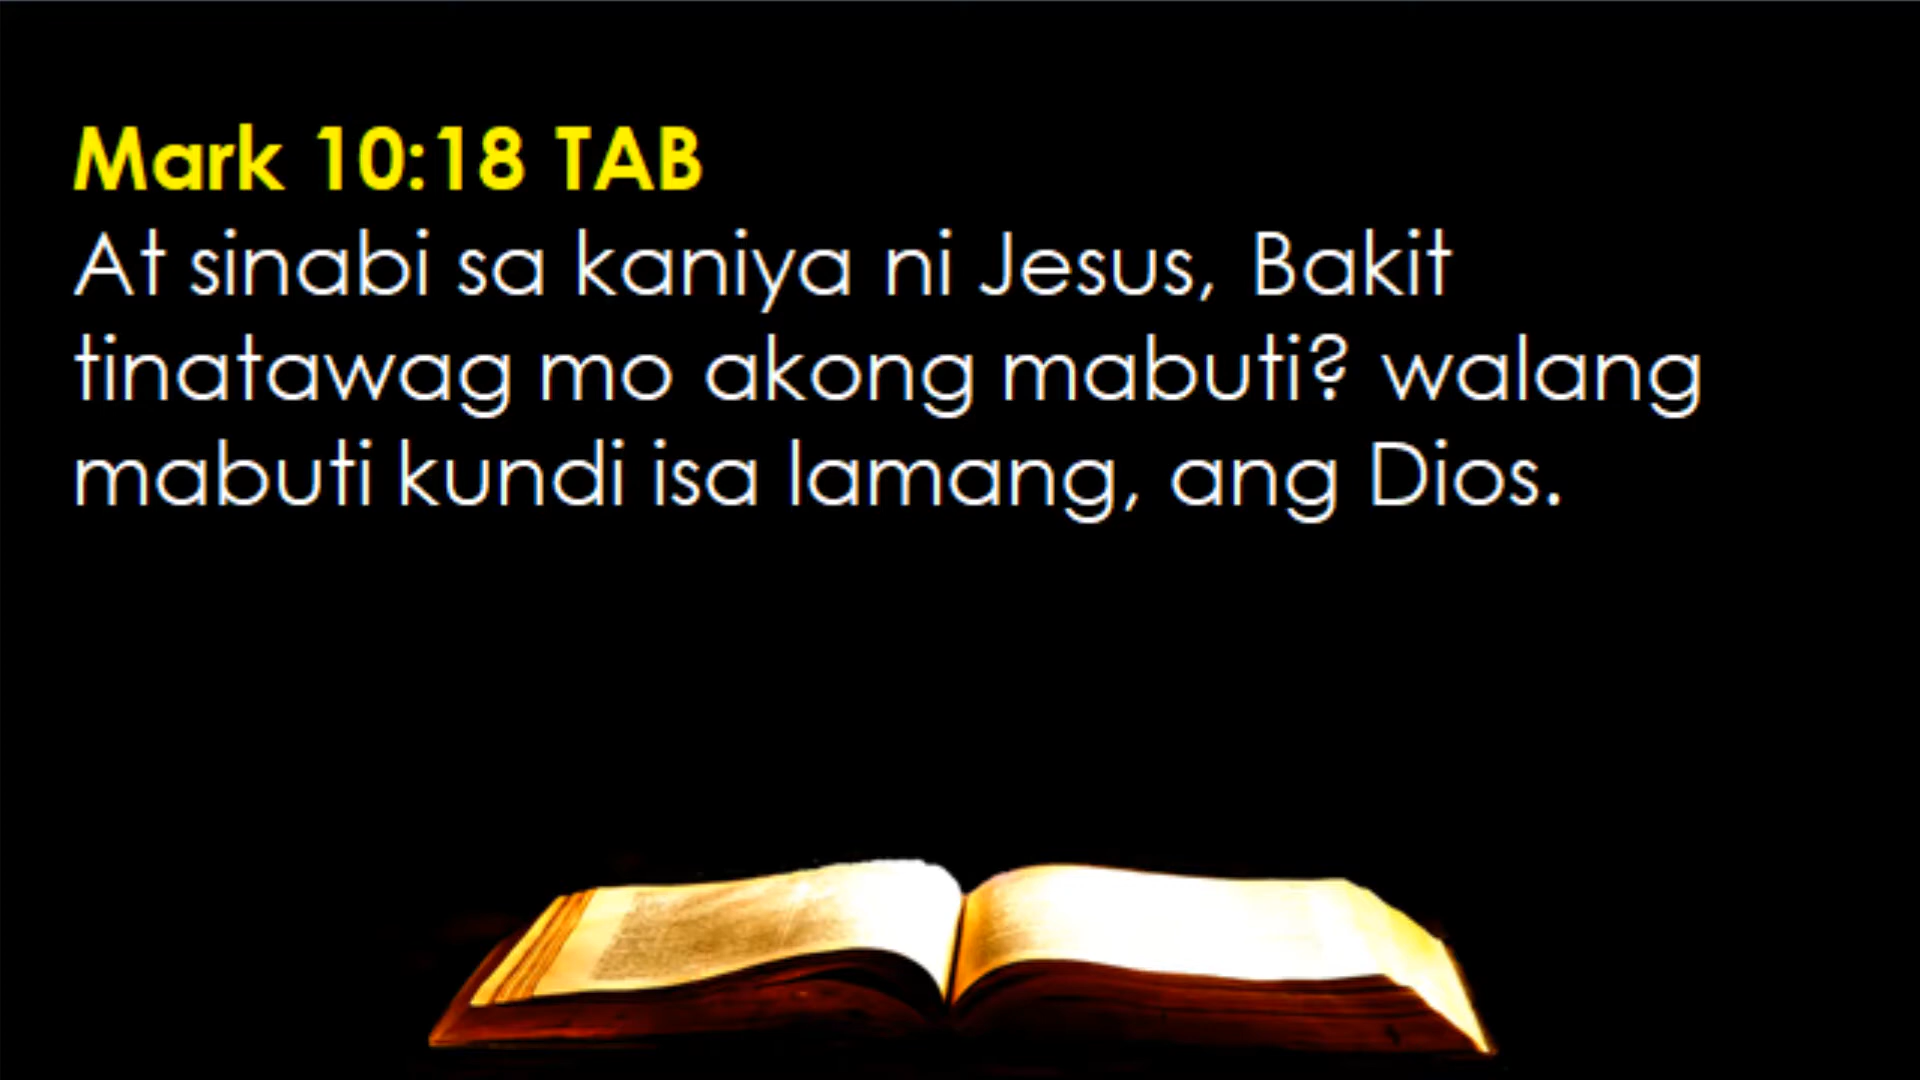 Mark 10:18 TAB
At sinabi sa kaniya ni Jesus, Bakit
tinatawag mo akong mabuti? walang
mabuti kundi isa lamang, ang Dios.